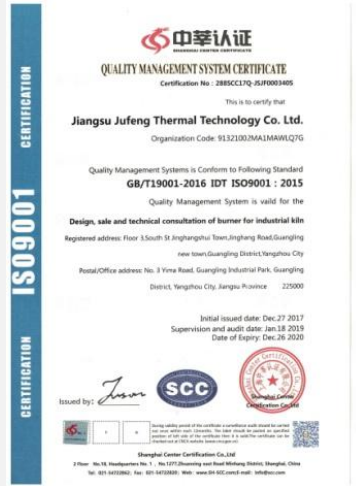 中莘认证
SHANGHAI CENTER CERTIFICATE
QUALITY MANAGEMENT SYSTEM CERTIFICATE
Certification No : 288SCC17Q-JSJF0003405
This is to certify that
Jiangsu Jufeng Thermal Technology Co. Ltd.
Organization Code: 91321002MA1MAWLQ7G
Quality Management Systems is Conform to Following Standard
GB/T19001-2016 IDT ISO9001 : 2015
Quality Management System is vaild for the
Design, sale and technical consultation of burner for industrial kiln
Registered address: Floor 3,South St Jinghangshui Town,Jinghang Road,Guangling
new town,Guangling District,Yangzhou City
Postal/Office address: No. 3 Yima Road, Guangling Industrial Park, Guangling
District, Yangzhou City, Jiangsu Province 225000
Initial issued date: Dec.27 2017
Supervision and audit date: Jan.18 2019
Date of Expiry: Dec.26 2020
Issued by:
SCC
Shanghai Center
Certification Co.,Ltd
Shanghai Center Certification Co.,Ltd
CERTIFICATION
ISO9001
CERTIFICATION